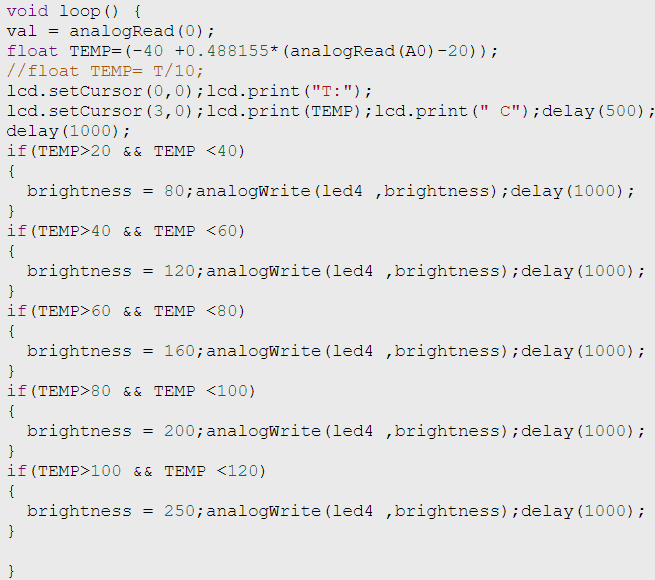 void loop() {
val = analogRead(0);
float TEMP=(-40 +0.488155*(analogRead(A0)-20));
//float TEMP= T/10;
lcd.setCursor(0,0);lcd.print("T:");
lcd.setCursor(3,0);lcd.print(TEMP);lcd.print(" C");delay(500);
delay(1000);
if(TEMP>20 && TEMP <40)
{
  brightness = 80;analogWrite(led4 ,brightness);delay(1000);
}
if(TEMP>40 && TEMP <60)
{
  brightness = 120;analogWrite(led4 ,brightness);delay(1000);
}
if(TEMP>60 && TEMP <80)
{
  brightness = 160;analogWrite(led4 ,brightness);delay(1000);
}
if(TEMP>80 && TEMP <100)
{
  brightness = 200;analogWrite(led4 ,brightness);delay(1000);
}
if(TEMP>100 && TEMP <120)
{
  brightness = 250;analogWrite(led4 ,brightness);delay(1000);
}

}